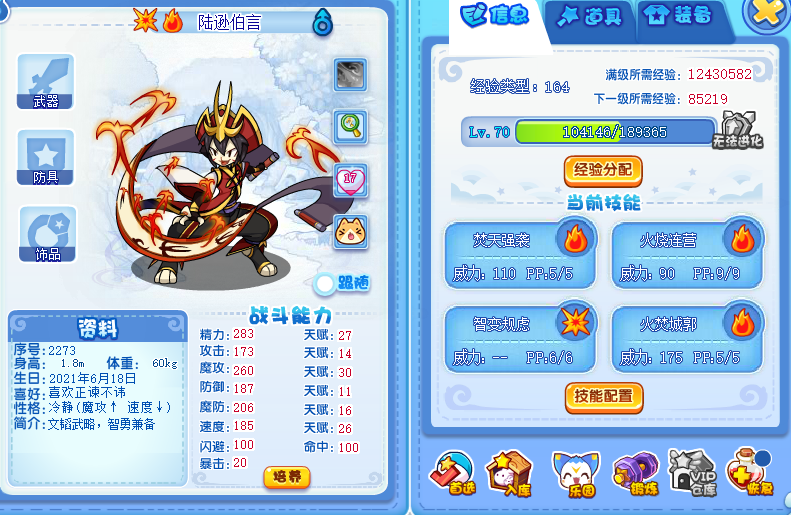 陆逊伯言
武器
防具
饰品
17
跟随
资料
序号:2273
身高: 1.8m 体重: 60kg
生日:2021年6月18日
喜好:喜欢正谏不讳
性格:冷静(魔攻↑ 速度↓)
简介:文韬武略，智勇兼备
战斗能力
精力:283 天赋:27
攻击:173 天赋:14
魔攻:260 天赋:30
防御:187 天赋:11
魔防:206 天赋:16
速度:185 天赋:26
闪避:100 命中:100
暴击:20
培养
信息
道具
装备
经验类型: 164
满级所需经验: 12430582
下一级所需经验: 85219
Lv.70 104146/189365
无法进化
经验分配
当前技能
焚天强袭
威力: 110 PP:5/5
火烧连营
威力: 90 PP:9/9
智变规虑
威力: -- PP:6/6
火焚城郭
威力: 175 PP:5/5
技能配置
首选
入库
乐园
锻炼
VIP
仓库
恢复